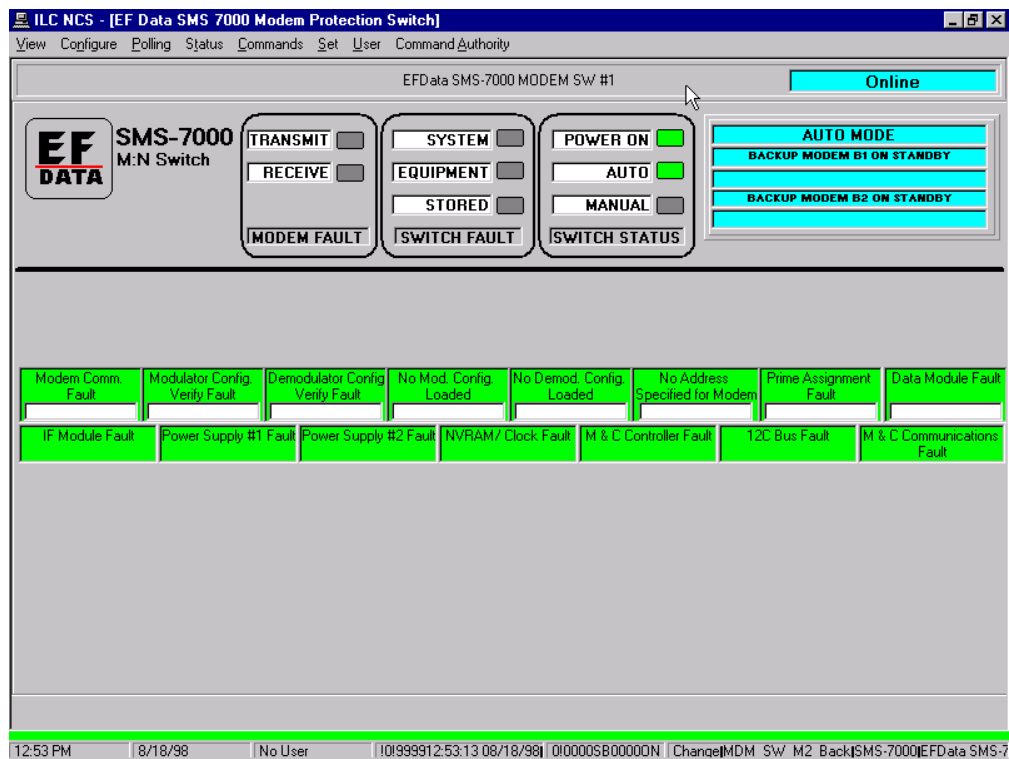 ILC NCS - [EF Data SMS 7000 Modem Protection Switch]
View Configure Polling Status Commands Set User Command Authority
EFData SMS-7000 MODEM SW #1 Online
EF DATA
SMS-7000
M:N Switch
TRANSMIT
RECEIVE
MODEM FAULT
SYSTEM
EQUIPMENT
STORED
SWITCH FAULT
POWER ON
AUTO
MANUAL
SWITCH STATUS
AUTO MODE
BACKUP MODEM B1 ON STANDBY
BACKUP MODEM B2 ON STANDBY
Modem Comm.
Fault
Modulator Config.
Verify Fault
Demodulator Config
Verify Fault
No Mod. Config.
Loaded
No Demod. Config.
Loaded
No Address
Specified for Modem
Prime Assignment
Fault
Data Module Fault
IF Module Fault
Power Supply #1 Fault
Power Supply #2 Fault
NVRAM/ Clock Fault
M & C Controller Fault
12C Bus Fault
M & C Communications
Fault
12:53 PM 8/18/98 No User !0!999912:53:13 08/18/98 0!0000SB00000N Change MDM SW M2 Back SMS-7000 EFData SMS-7